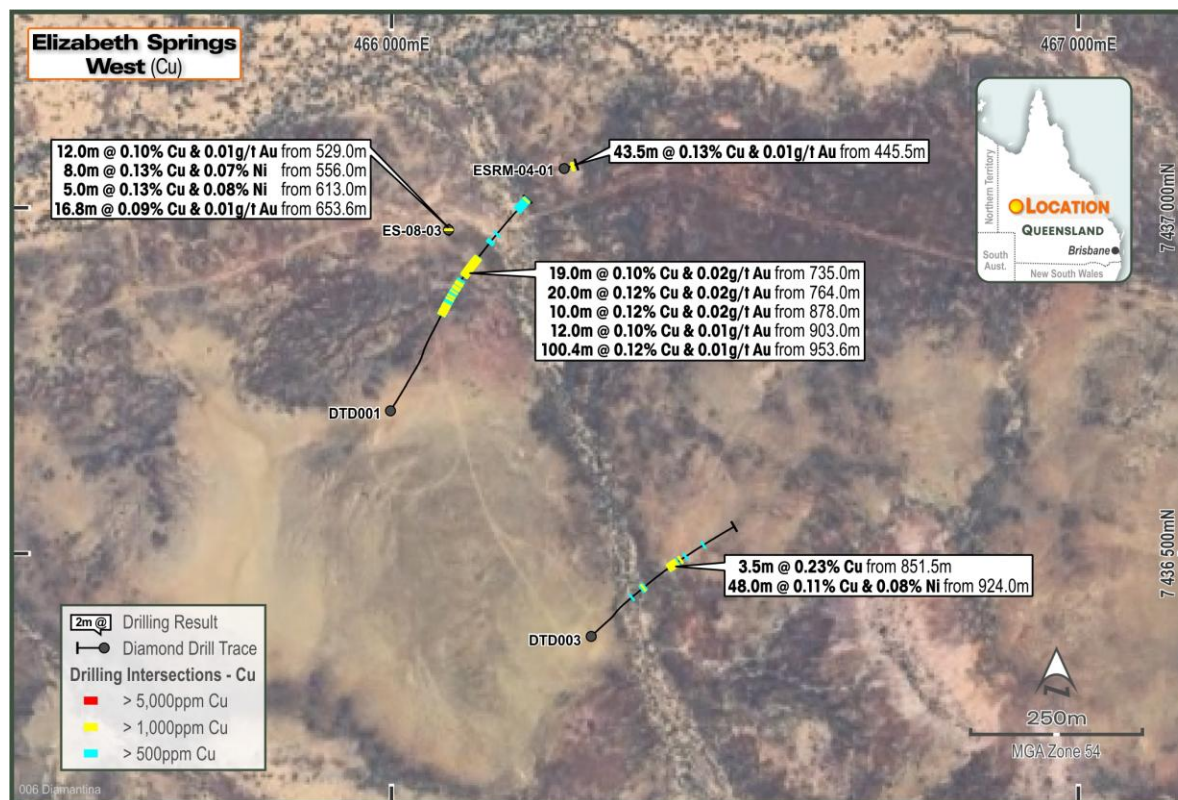 Elizabeth Springs
West (Cu)
466 000mE
467 000mE
12.0m @ 0.10% Cu & 0.01g/t Au from 529.0m
8.0m @ 0.13% Cu & 0.07% Ni from 556.0m
5.0m @ 0.13% Cu & 0.08% Ni from 613.0m
16.8m @ 0.09% Cu & 0.01g/t Au from 653.6m
ES-08-03
ESRM-04-01
43.5m @ 0.13% Cu & 0.01g/t Au from 445.5m
Northern Territory
LOCATION
QUEENSLAND
Brisbane
South
Aust.
New South Wales
7 437 000mN
19.0m @ 0.10% Cu & 0.02g/t Au from 735.0m
20.0m @ 0.12% Cu & 0.02g/t Au from 764.0m
10.0m @ 0.12% Cu & 0.02g/t Au from 878.0m
12.0m @ 0.10% Cu & 0.01g/t Au from 903.0m
100.4m @ 0.12% Cu & 0.01g/t Au from 953.6m
DTD001
3.5m @ 0.23% Cu from 851.5m
48.0m @ 0.11% Cu & 0.08% Ni from 924.0m
7 436 500mN
DTD003
2m @ Drilling Result
Diamond Drill Trace
Drilling Intersections - Cu
> 5,000ppm Cu
> 1,000ppm Cu
> 500ppm Cu
N
250m
MGA Zone 54
006 Diamantina